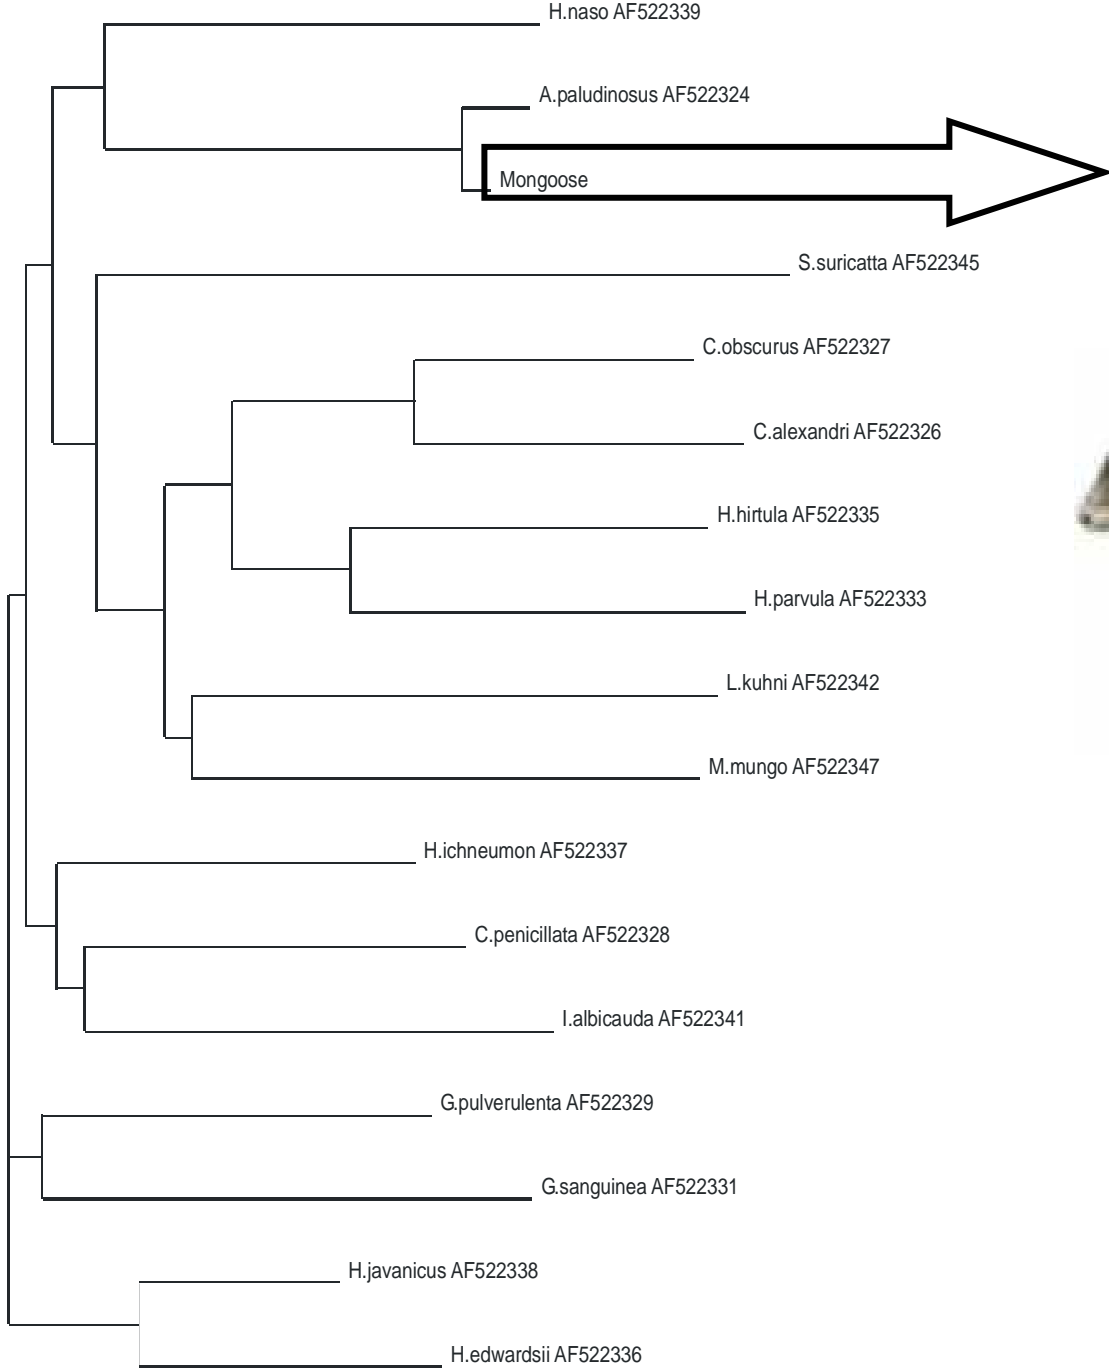 H.naso AF522339
A.paludinosus AF522324
Mongoose
S.suricatta AF522345
C.obscurus AF522327
C.alexandri AF522326
H.hirtula AF522335
H.parvula AF522333
L.kuhni AF522342
M.mungo AF522347
H.ichneumon AF522337
C.penicillata AF522328
I.albicauda AF522341
G.pulverulenta AF522329
G.sanguinea AF522331
H.javanicus AF522338
H.edwardsii AF522336